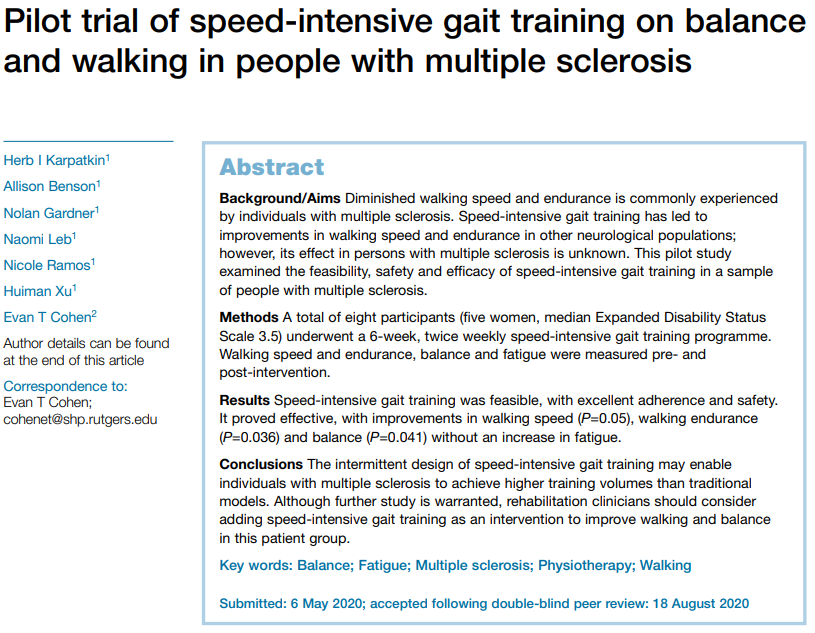 Pilot trial of speed-intensive gait training on balance
and walking in people with multiple sclerosis
Herb I Karpatkin1
Allison Benson1
Nolan Gardner1
Naomi Leb1
Nicole Ramos1
Huiman Xu1
Evan T Cohen2
Author details can be found
at the end of this article
Correspondence to:
Evan T Cohen;
cohenet@shp.rutgers.edu
Abstract
Background/Aims Diminished walking speed and endurance is commonly experienced
by individuals with multiple sclerosis. Speed-intensive gait training has led to
improvements in walking speed and endurance in other neurological populations;
however, its effect in persons with multiple sclerosis is unknown. This pilot study
examined the feasibility, safety and efficacy of speed-intensive gait training in a sample
of people with multiple sclerosis.
Methods A total of eight participants (five women, median Expanded Disability Status
Scale 3.5) underwent a 6-week, twice weekly speed-intensive gait training programme.
Walking speed and endurance, balance and fatigue were measured pre- and
post-intervention.
Results Speed-intensive gait training was feasible, with excellent adherence and safety.
It proved effective, with improvements in walking speed (P=0.05), walking endurance
(P=0.036) and balance (P=0.041) without an increase in fatigue.
Conclusions The intermittent design of speed-intensive gait training may enable
individuals with multiple sclerosis to achieve higher training volumes than traditional
models. Although further study is warranted, rehabilitation clinicians should consider
adding speed-intensive gait training as an intervention to improve walking and balance
in this patient group.
Key words: Balance; Fatigue; Multiple sclerosis; Physiotherapy; Walking
Submitted: 6 May 2020; accepted following double-blind peer review: 18 August 2020